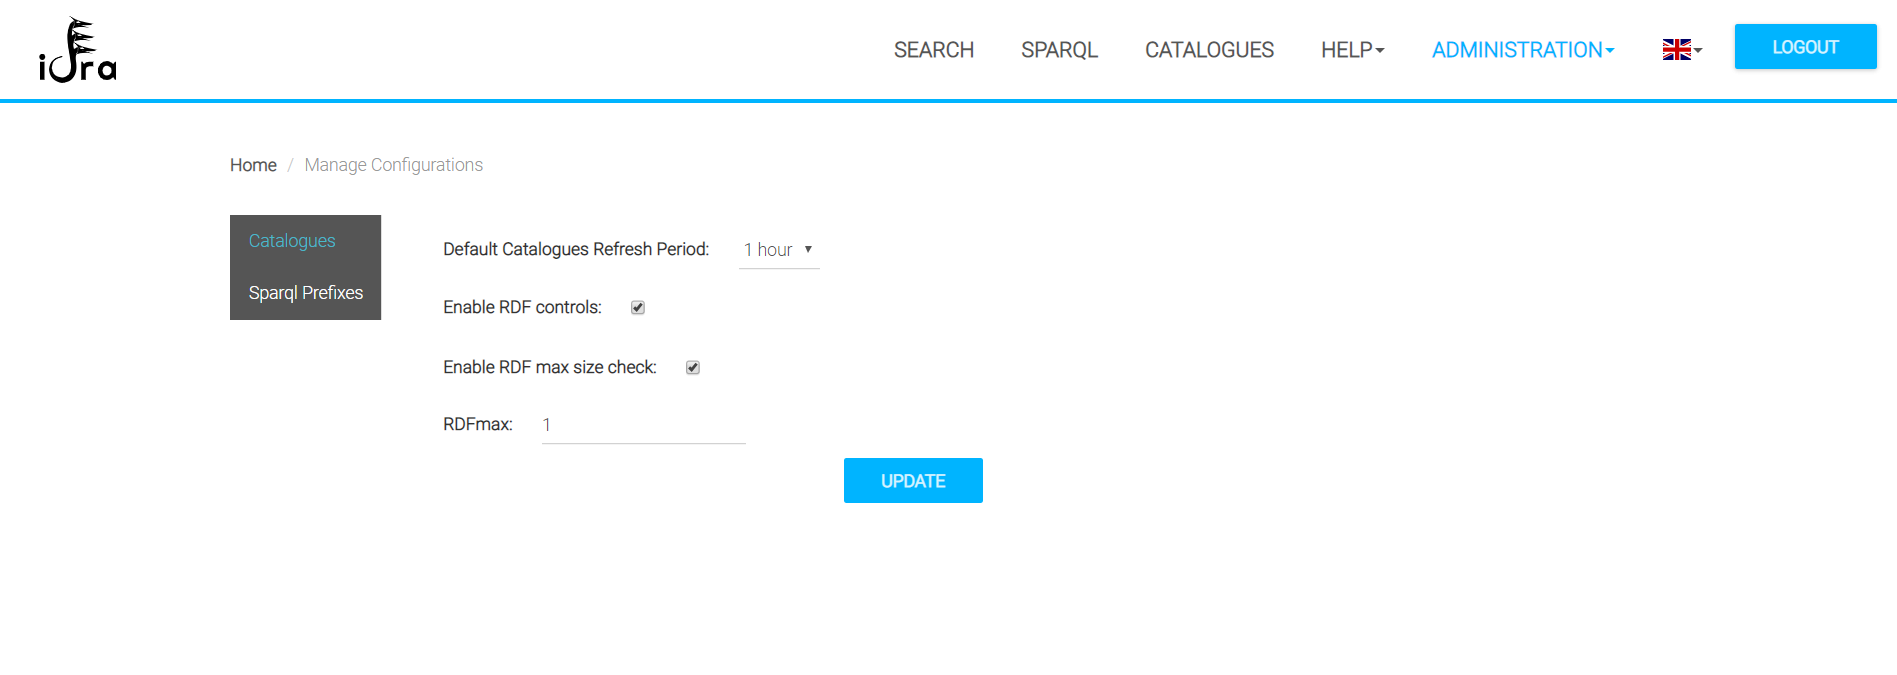 idra
SEARCH SPARQL CATALOGUES HELP ADMINISTRATION LOGOUT
Home / Manage Configurations
Catalogues
Sparql Prefixes
Default Catalogues Refresh Period: 1 hour
Enable RDF controls:
Enable RDF max size check:
RDFmax: 1
UPDATE